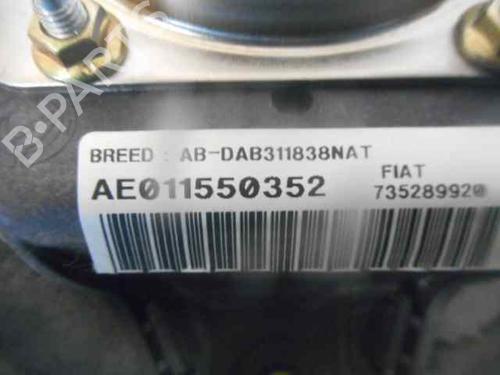 BREED : AB-DAB311838NAT
AE011550352
FIAT
735289920
B-PARTS